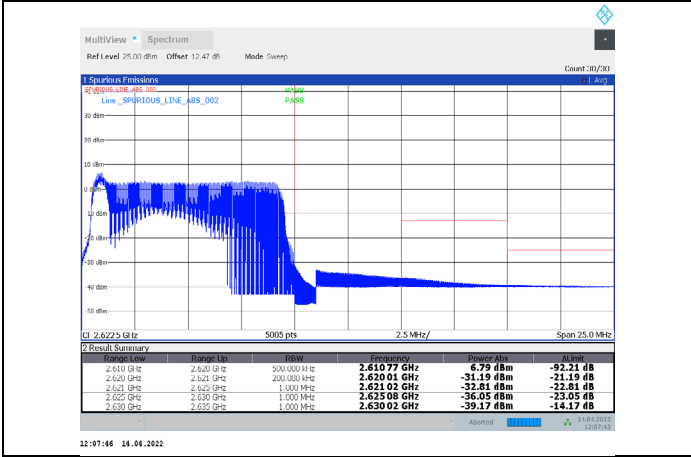 MultiView Spectrum
Ref Level 25.00 dBm Offset 12.47 dB Mode Sweep
Count 30/30
1 Spurious Emissions 1 Avg
SPURIOUS_LINE_ABS_002 PASS
Line _SPURIOUS_LINE_ABS_002 PASS
30 dBm
20 dBm
10 dBm
0 dBm
-10 dBm
-20 dBm
-30 dBm
-40 dBm
-50 dBm
CF 2.6225 GHz 5005 pts 2.5 MHz/ Span 25.0 MHz
2 Result Summary
Range Low Range Up RBW Frequency Power Abs ΔLimit
2.610 GHz 2.620 GHz 500.000 kHz 2.610 77 GHz 6.79 dBm -92.21 dB
2.620 GHz 2.621 GHz 200.000 kHz 2.620 01 GHz -31.19 dBm -21.19 dB
2.621 GHz 2.625 GHz 1.000 MHz 2.621 02 GHz -32.81 dBm -22.81 dB
2.625 GHz 2.630 GHz 1.000 MHz 2.625 08 GHz -36.05 dBm -23.05 dB
2.630 GHz 2.635 GHz 1.000 MHz 2.630 02 GHz -39.17 dBm -14.17 dB
Aborted 14.04.2022
12:07:45
12:07:46 14.04.2022